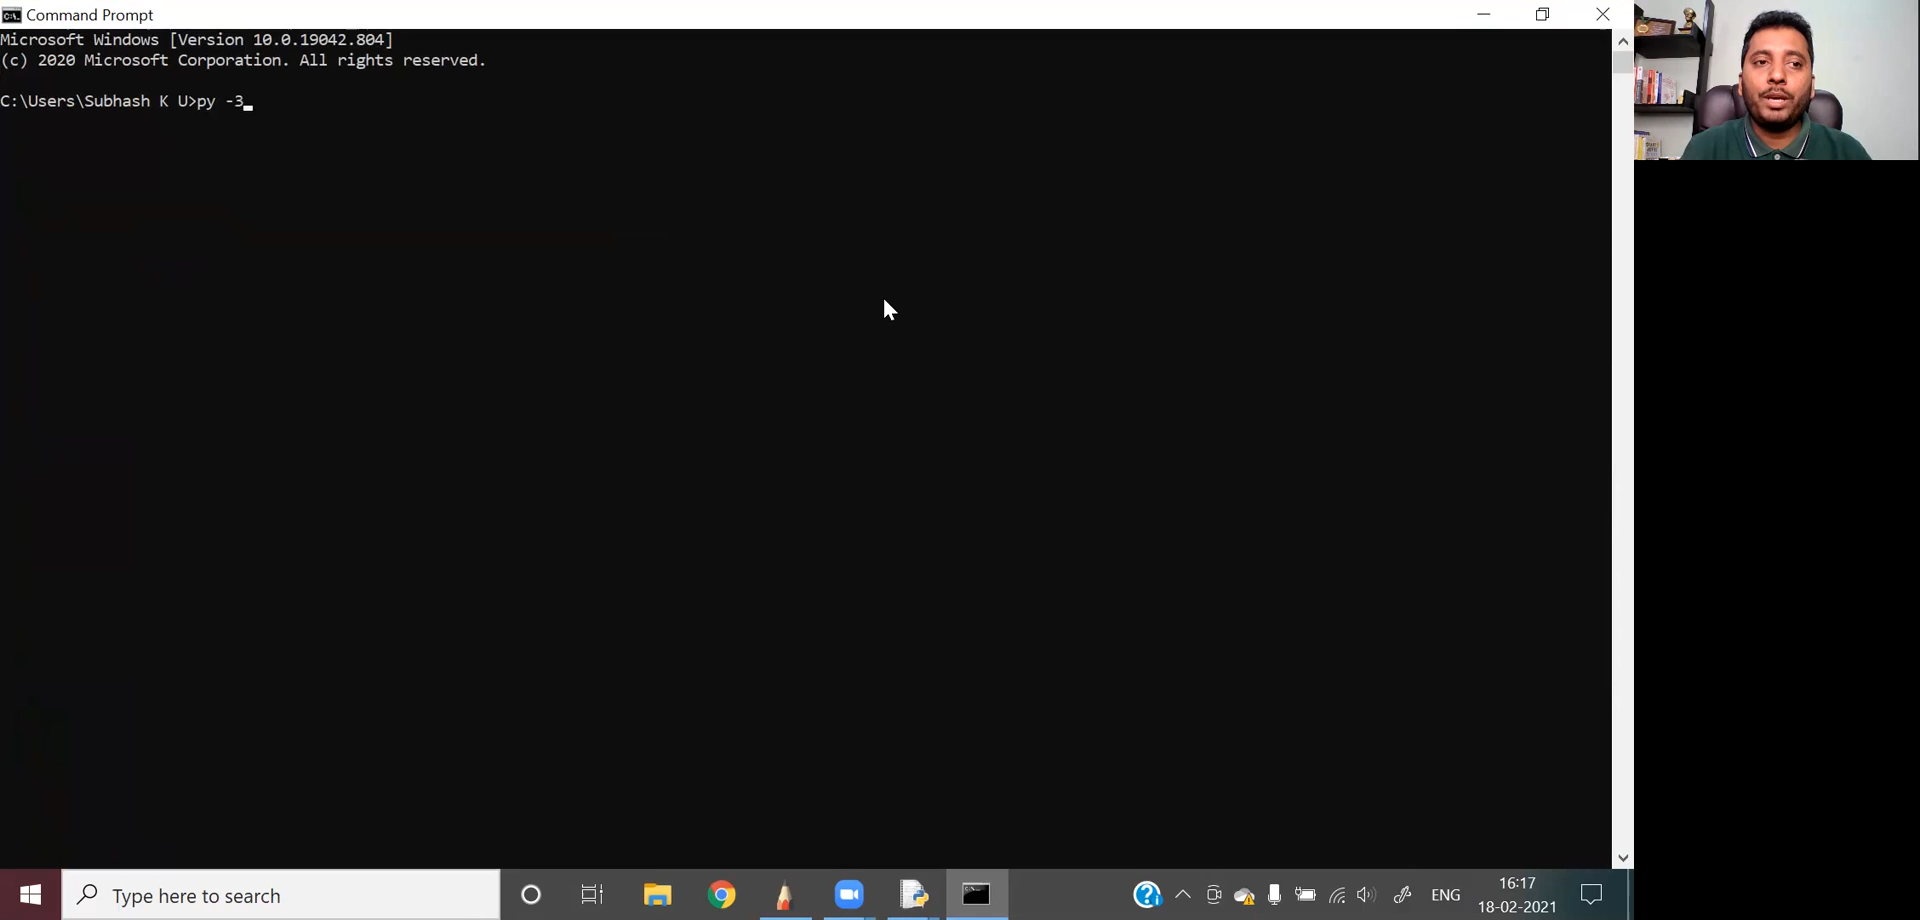 Command Prompt
Microsoft Windows [Version 10.0.19042.804]
(c) 2020 Microsoft Corporation. All rights reserved.
C:\Users\Subhash K U>py -3_
Type here to search
ENG
16:17
18-02-2021